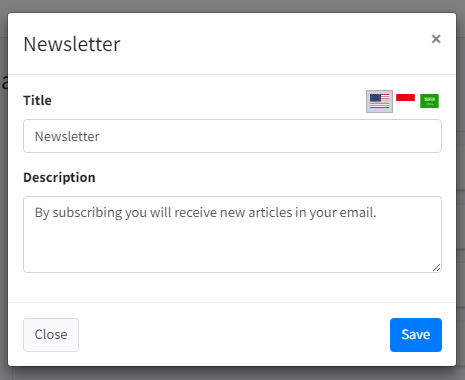 Newsletter
×
Title
Newsletter
Description
By subscribing you will receive new articles in your email.
Close
Save